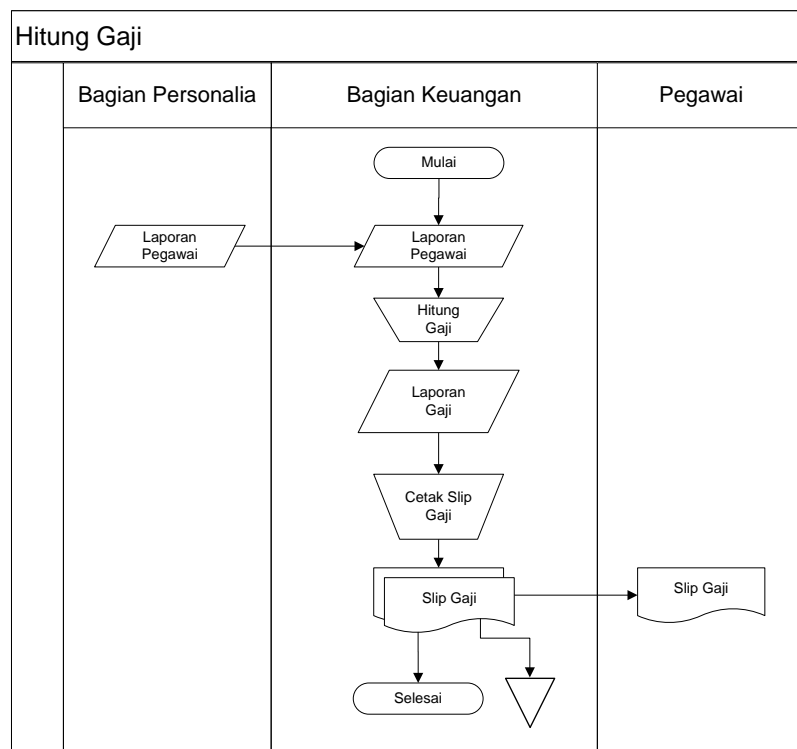 Hitung Gaji
Bagian Personalia
Bagian Keuangan
Pegawai
Mulai
Laporan
Pegawai
Laporan
Pegawai
Hitung
Gaji
Laporan
Gaji
Cetak Slip
Gaji
Slip Gaji
Slip Gaji
Selesai